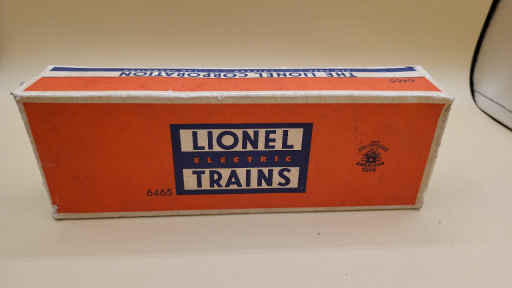 THE LIONEL CORPORATION
6465
LIONEL
ELECTRIC
TRAINS
6465